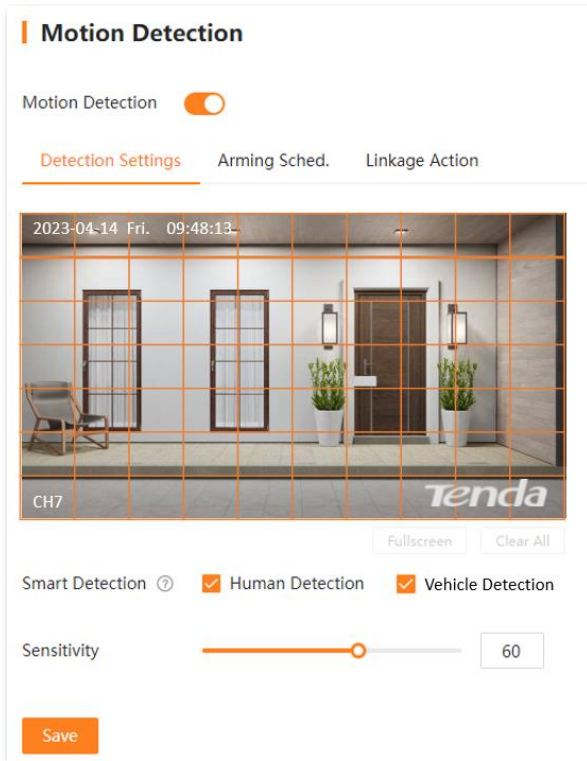 Motion Detection
Motion Detection
Detection Settings Arming Sched. Linkage Action
2023-04-14 Fri. 09:48:13
CH7 Tenda
Fullscreen Clear All
Smart Detection ? Human Detection Vehicle Detection
Sensitivity 60
Save